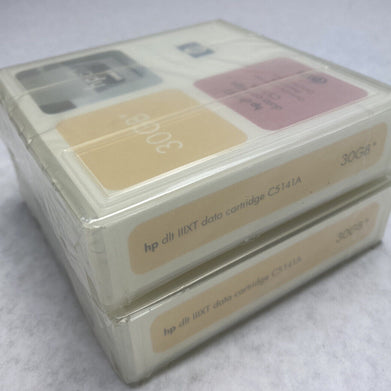 30GB*
hp dlt IIIXT data cartridge C5141A 30GB*
hp dlt IIIXT data cartridge C5141A 30GB*